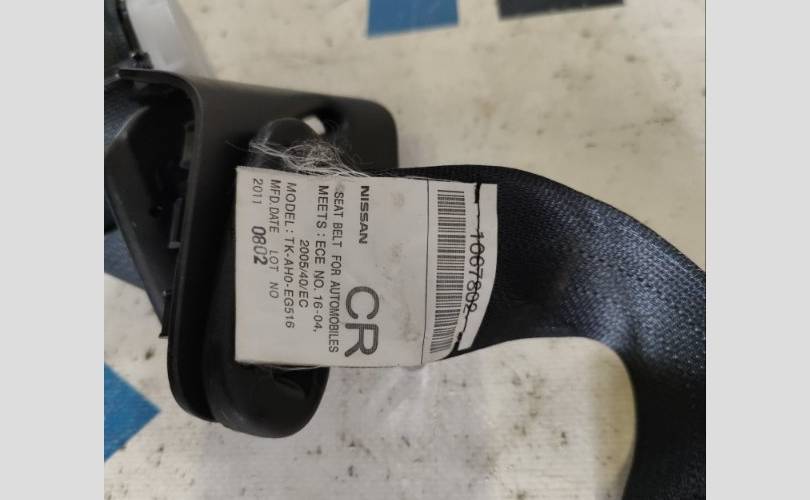 NISSAN
CR
SEAT BELT FOR AUTOMOBILES
MEETS : ECE NO. 16-04,
2005/40/EC
MODEL : TK-AH0-EG516
MFD.DATE LOT NO
2011 0802
1667802